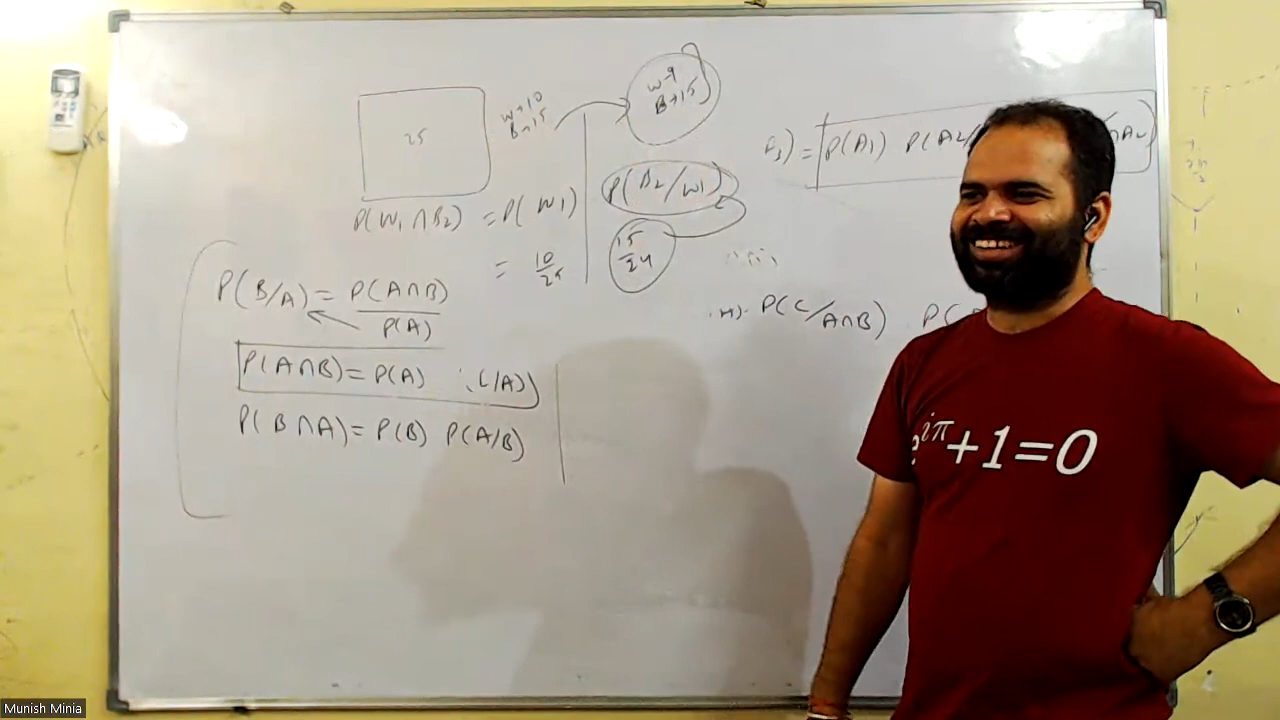 25
W→10
B→15
W→9
B→15
P(W₁∩B₂) = P(W₁)
P(B₂/W₁)
= 10/25
15/24
P(B/A) = P(A∩B)/P(A)
P(A∩B) = P(A) /A)
P(B∩A) = P(B) P(A/B)
) = P(A₁) P(A₂/ ∩A₂)
P(C/A∩B) P(
e^iπ+1=0
Munish Minia